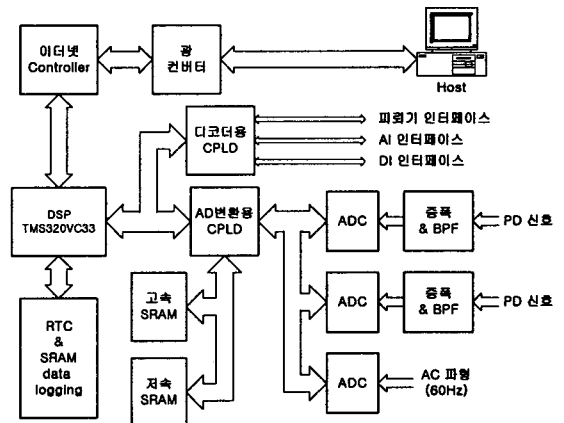 이더넷
Controller
광
컨버터
Host
디코더용
CPLD
피뢰기 인터페이스
AI 인터페이스
DI 인터페이스
DSP
TMS320VC33
AD변환용
CPLD
ADC
증폭
& BPF
PD 신호
고속
SRAM
ADC
증폭
& BPF
PD 신호
RTC
&
SRAM
data
logging
저속
SRAM
ADC
AC 파형
(60Hz)